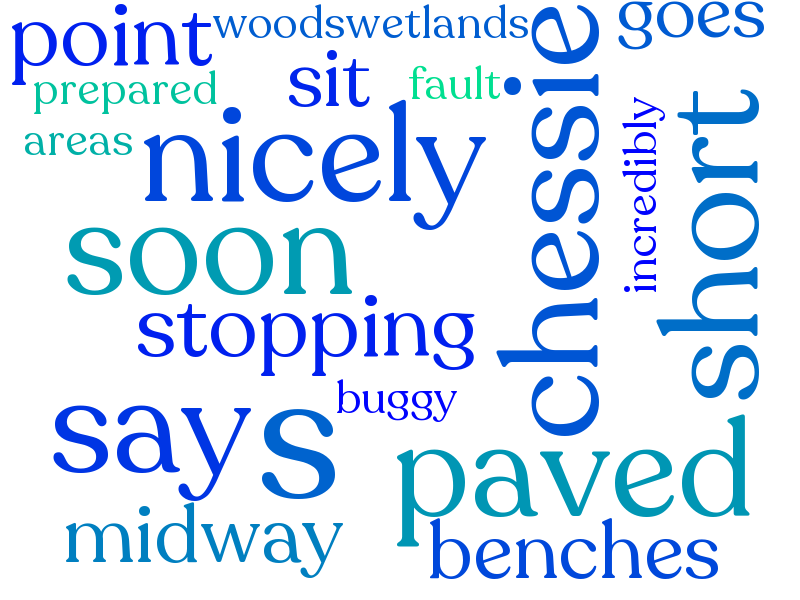 point
woodswetlands
goes
prepared
sit
fault
chessie
areas
nicely
incredibly
short
soon
stopping
buggy
says
s
paved
midway
benches